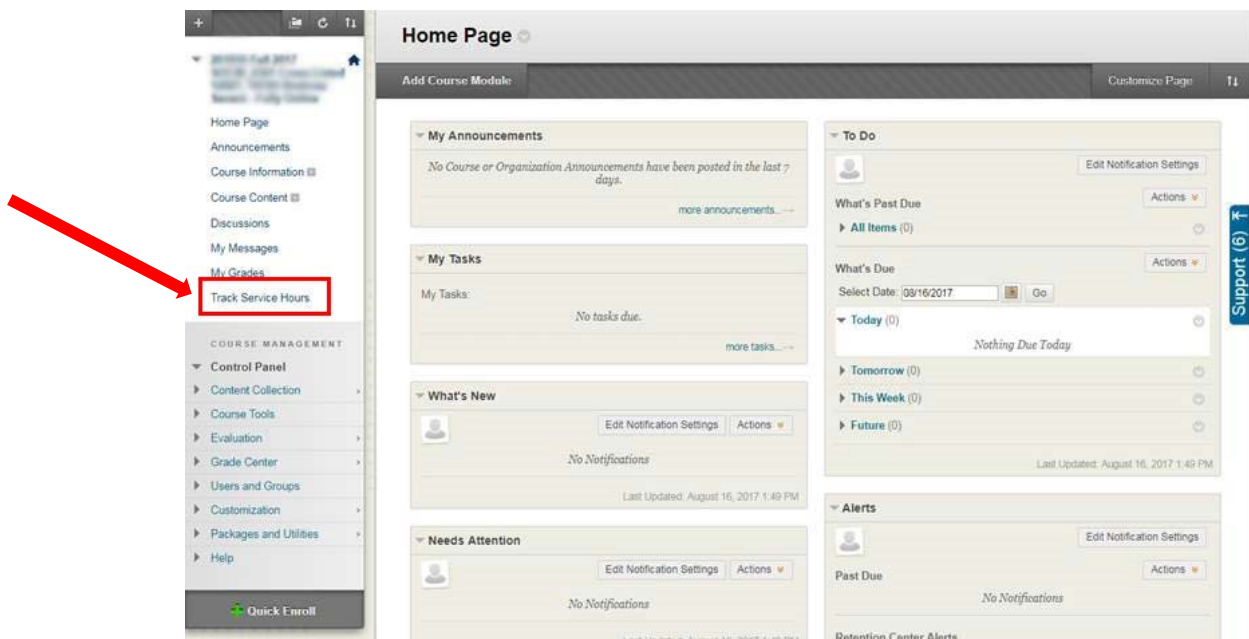 Home Page
Announcements
Course Information
Course Content
Discussions
My Messages
My Grades
Track Service Hours
COURSE MANAGEMENT
Control Panel
Content Collection
Course Tools
Evaluation
Grade Center
Users and Groups
Customization
Packages and Utilities
Help
Quick Enroll
Home Page
Add Course Module
Customize Page
My Announcements
No Course or Organization Announcements have been posted in the last 7
days.
more announcements...
My Tasks
My Tasks:
No tasks due.
more tasks...
What's New
Edit Notification Settings
Actions
No Notifications
Last Updated: August 16, 2017 1:49 PM
Needs Attention
Edit Notification Settings
Actions
No Notifications
To Do
Edit Notification Settings
What's Past Due
Actions
All Items (0)
What's Due
Actions
Select Date: 08/16/2017 Go
Today (0)
Nothing Due Today
Tomorrow (0)
This Week (0)
Future (0)
Last Updated: August 16, 2017 1:49 PM
Alerts
Edit Notification Settings
Past Due
Actions
No Notifications
Retention Center Alerts
Support (6)